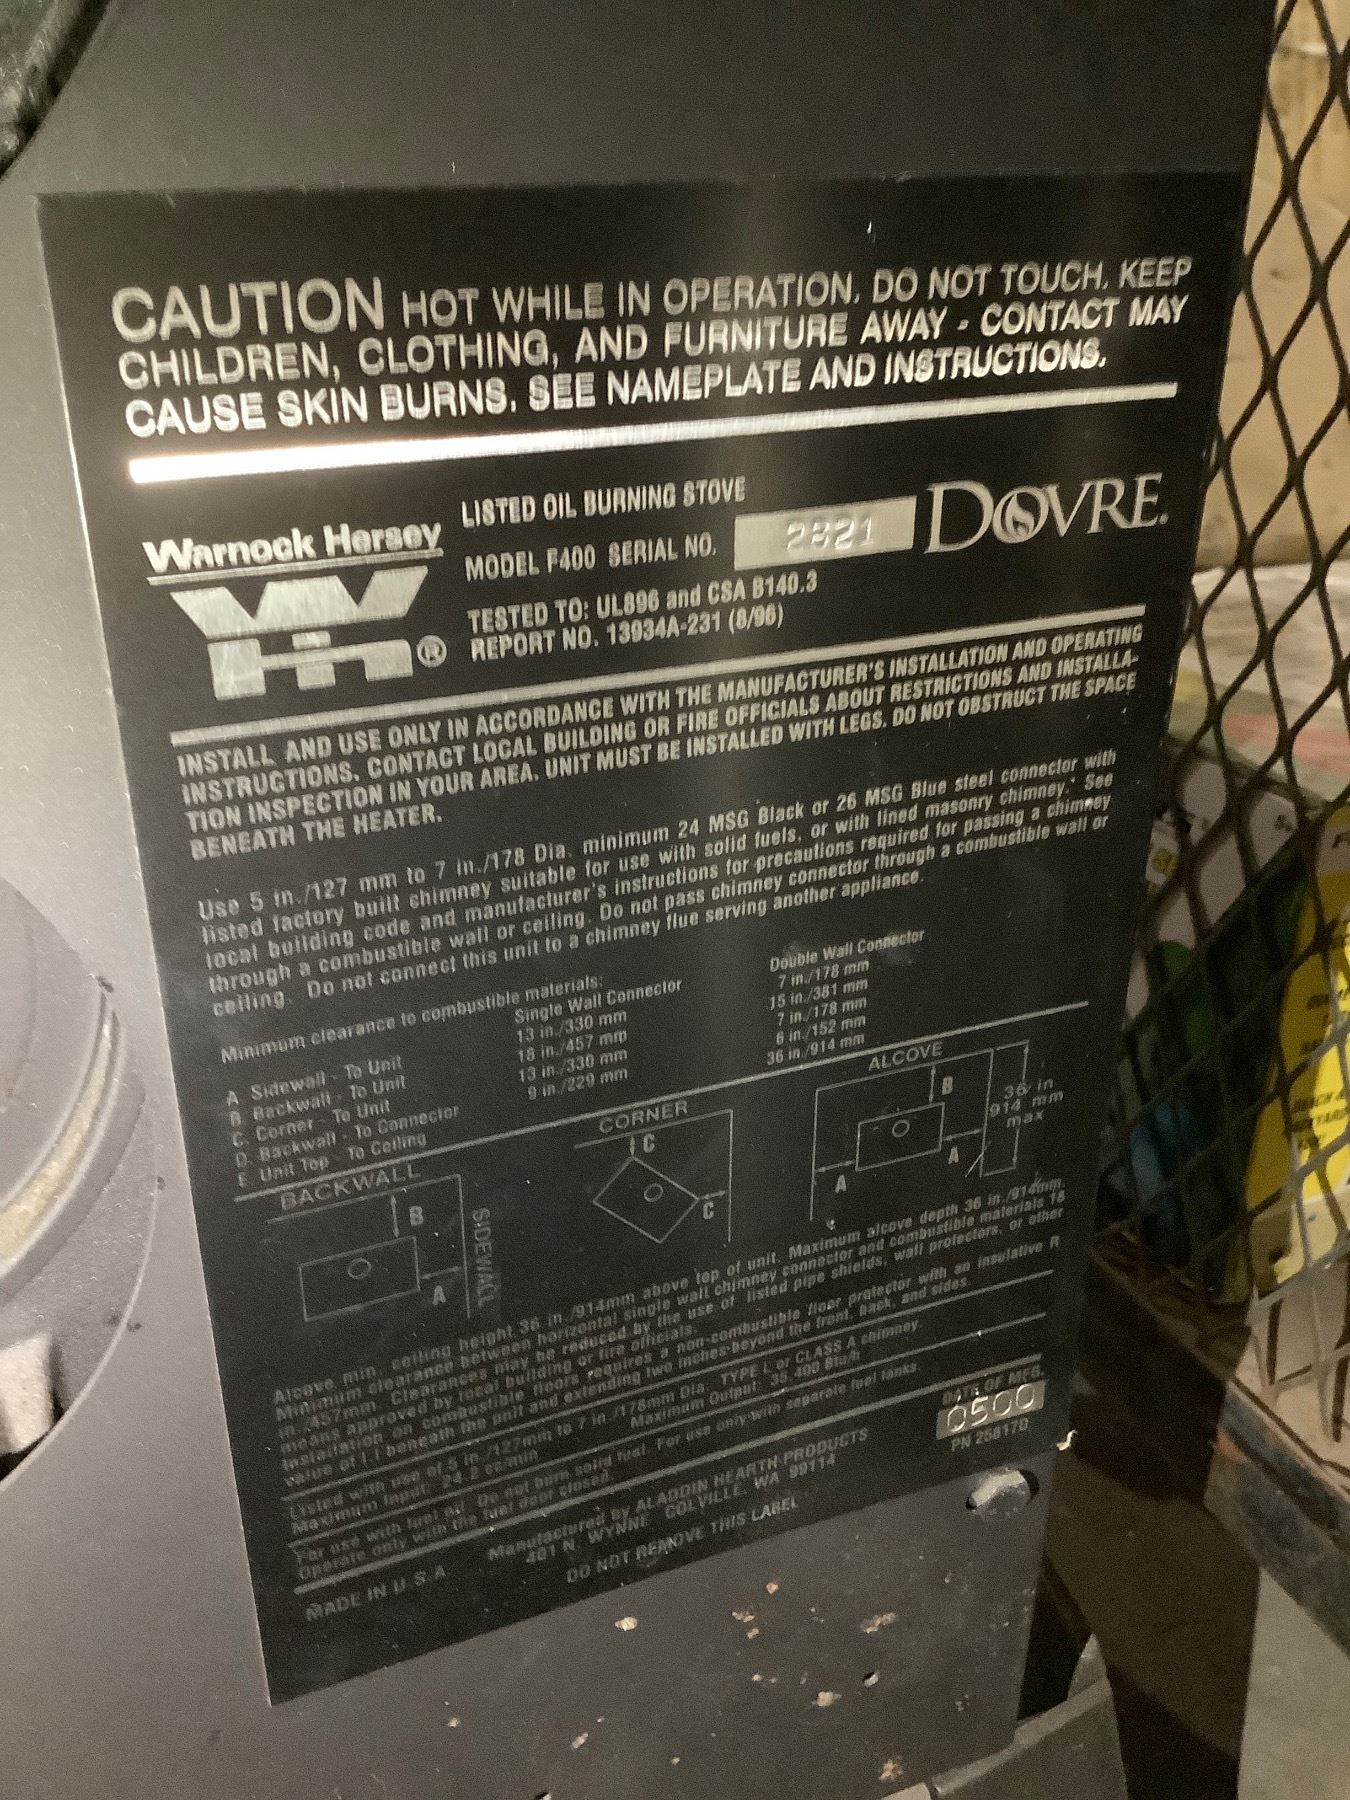 CAUTION HOT WHILE IN OPERATION. DO NOT TOUCH. KEEP
CHILDREN, CLOTHING, AND FURNITURE AWAY - CONTACT MAY
CAUSE SKIN BURNS. SEE NAMEPLATE AND INSTRUCTIONS.
Warnock Hersey
LISTED OIL BURNING STOVE
MODEL F400 SERIAL NO.
DOVRE.
TESTED TO: UL896 and CSA B140.3
REPORT NO. 13934A-231 (8/96)
INSTALL AND USE ONLY IN ACCORDANCE WITH THE MANUFACTURER'S INSTALLATION AND OPERATING
INSTRUCTIONS. CONTACT LOCAL BUILDING OR FIRE OFFICIALS ABOUT RESTRICTIONS AND INSTALLA-
TION INSPECTION IN YOUR AREA. UNIT MUST BE INSTALLED WITH LEGS. DO NOT OBSTRUCT THE SPACE
BENEATH THE HEATER.
Use 5 in./127 mm to 7 in./178 Dia. minimum 24 MSG Black or 26 MSG Blue steel connector with
listed factory built chimney suitable for use with solid fuels, or with lined masonry chimney. See
local building code and manufacturer's instructions for precautions required for passing a chimney
through a combustible wall or ceiling. Do not pass chimney connector through a combustible wall or
ceiling. Do not connect this unit to a chimney flue serving another appliance.
Minimum clearance to combustible materials:
Single Wall Connector Double Wall Connector
A Sidewall - To Unit 13 in./330 mm 7 in./178 mm
B Backwall - To Unit 18 in./457 mm 15 in./381 mm
C. Corner - To Unit 13 in./330 mm 7 in./178 mm
D. Backwall - To Connector 9 in./229 mm 6 in./152 mm
E Unit Top - To Ceiling 36 in./914 mm
BACKWALL
B
A
SIDEWALL
CORNER
C
C
ALCOVE
B
A
A
36 in
914 mm
max
Alcove, min. ceiling height 36 in./914mm above top of unit. Maximum alcove depth 36 in./914mm.
Minimum clearance between horizontal single wall chimney connector and combustible materials 18
in./457mm. Clearances may be reduced by the use of listed pipe shields, wall protectors, or other
means approved by local building or fire officials.
Installation on combustible floors requires a non-combustible floor protector with an insulative R
value of 1.1 beneath the unit and extending two inches beyond the front, back, and sides.
Listed with use of 5 in./127mm to 7 in./178mm Dia. TYPE L or CLASS A chimney.
Maximum Input: 24.2 cc/min Maximum Output: 35,400 Btu/h
For use with fuel oil. Do not burn solid fuel. For use only with separate fuel tanks
Operate only with the fuel door closed.
DATE OF MFG.
0500
PN 258170
Manufactured by ALADDIN HEARTH PRODUCTS
401 N. WYNNE COLVILLE, WA 99114
MADE IN U.S.A.
DO NOT REMOVE THIS LABEL